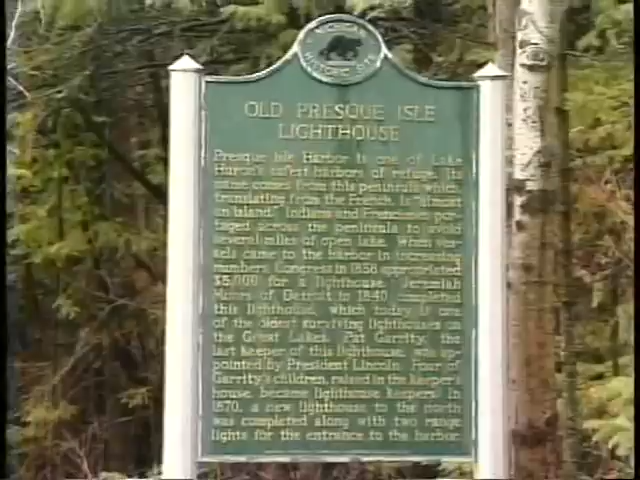 MICHIGAN
HISTORIC SITE
OLD PRESQUE ISLE
LIGHTHOUSE
Presque Isle Harbor is one of Lake
Huron's safest harbors of refuge. Its
name comes from this peninsula which,
translating from the French, is "almost
an island." Indians and Frenchmen por-
taged across the peninsula to avoid
several miles of open lake. When ves-
sels came to the harbor in increasing
numbers, Congress in 1838 appropriated
$5,000 for a lighthouse. Jeremiah
Moors of Detroit in 1840 completed
this lighthouse, which today is one
of the oldest surviving lighthouses on
the Great Lakes. Pat Garrity, the
last keeper of this lighthouse, was ap-
pointed by President Lincoln. Four of
Garrity's children, raised in the keeper's
house, became lighthouse keepers. In
1870, a new lighthouse to the north
was completed along with two range
lights for the entrance to the harbor.